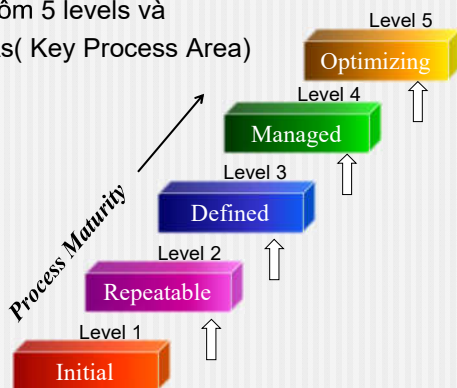 ồm 5 levels và
s( Key Process Area)
Level 5
Optimizing
Level 4
Managed
Level 3
Defined
Process Maturity
Level 2
Repeatable
Level 1
Initial